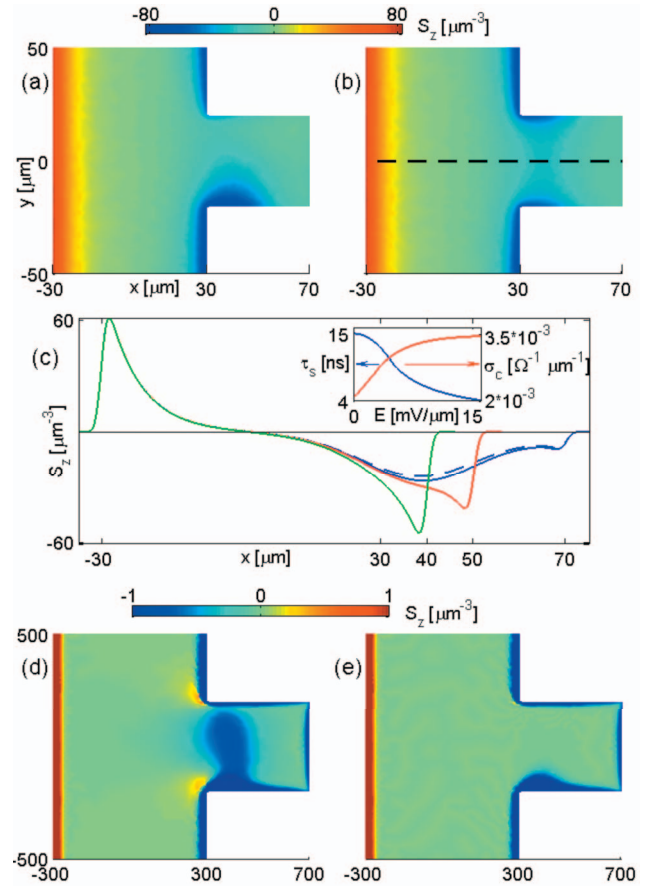 -80 0 80
S_z [μm⁻³]
50
(a) (b)
y [μm]
0
-50
-30 x [μm] 30 70 -30 30 70
60
(c)
15
τ_s [ns]
4
3.5*10⁻³
σ_c [Ω⁻¹ μm⁻¹]
2*10⁻³
0 E [mV/μm] 15
S_z [μm⁻³]
-60
-30 x [μm] 30 40 50 70
-1 0 1
S_z [μm⁻³]
500
(d) (e)
-500
-300 300 700 -300 300 700